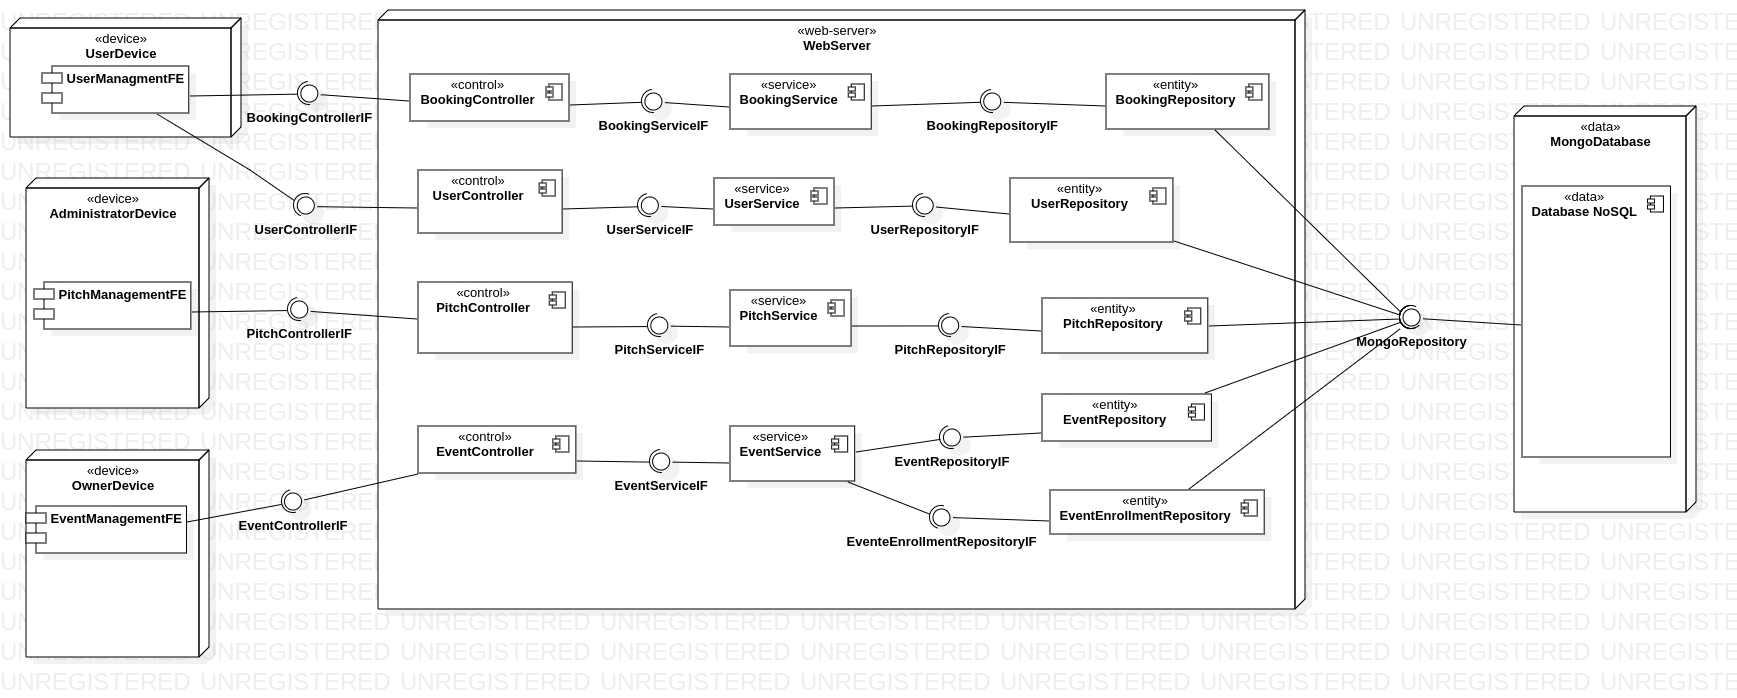 «device»
UserDevice
UserManagmentFE
BookingControllerIF
«web-server»
WebServer
«control»
BookingController
BookingServiceIF
«service»
BookingService
BookingRepositoryIF
«entity»
BookingRepository
«data»
MongoDatabase
«device»
AdministratorDevice
UserControllerIF
«control»
UserController
UserServiceIF
«service»
UserService
UserRepositoryIF
«entity»
UserRepository
«data»
Database NoSQL
PitchManagementFE
PitchControllerIF
«control»
PitchController
PitchServiceIF
«service»
PitchService
PitchRepositoryIF
«entity»
PitchRepository
MongoRepository
«device»
OwnerDevice
EventManagementFE
EventControllerIF
«control»
EventController
EventServiceIF
«service»
EventService
EventRepositoryIF
«entity»
EventRepository
EventeEnrollmentRepositoryIF
«entity»
EventEnrollmentRepository
UNREGISTERED UNREGISTERED UNREGISTERED UNREGISTERED UNREGISTERED UNREGISTERED UNREGISTERED